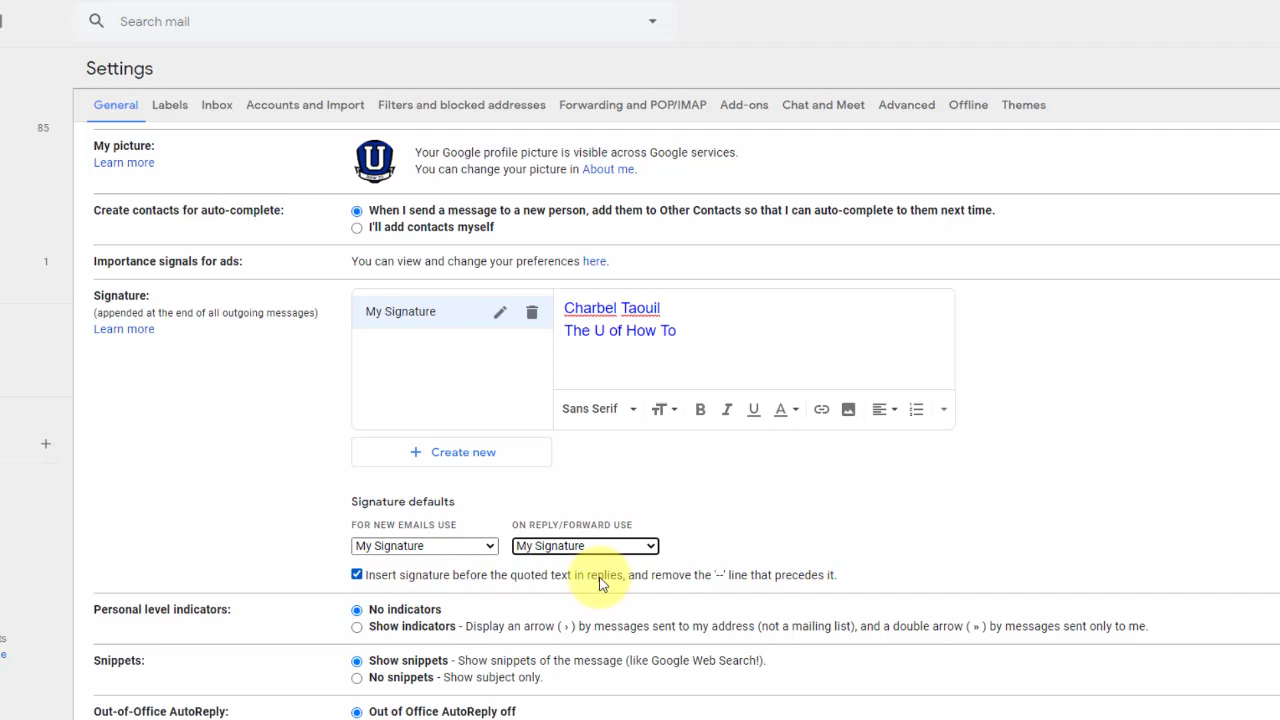 Search mail
Settings
General Labels Inbox Accounts and Import Filters and blocked addresses Forwarding and POP/IMAP Add-ons Chat and Meet Advanced Offline Themes
85
My picture:
Learn more
U
Your Google profile picture is visible across Google services.
You can change your picture in About me.
Create contacts for auto-complete:
When I send a message to a new person, add them to Other Contacts so that I can auto-complete to them next time.
I'll add contacts myself
1
Importance signals for ads:
You can view and change your preferences here.
Signature:
(appended at the end of all outgoing messages)
Learn more
My Signature
Charbel Taouil
The U of How To
Sans Serif
Create new
Signature defaults
FOR NEW EMAILS USE ON REPLY/FORWARD USE
My Signature My Signature
Insert signature before the quoted text in replies, and remove the '--' line that precedes it.
Personal level indicators:
No indicators
Show indicators - Display an arrow ( › ) by messages sent to my address (not a mailing list), and a double arrow ( » ) by messages sent only to me.
Snippets:
Show snippets - Show snippets of the message (like Google Web Search!).
No snippets - Show subject only.
Out-of-Office AutoReply:
Out of Office AutoReply off